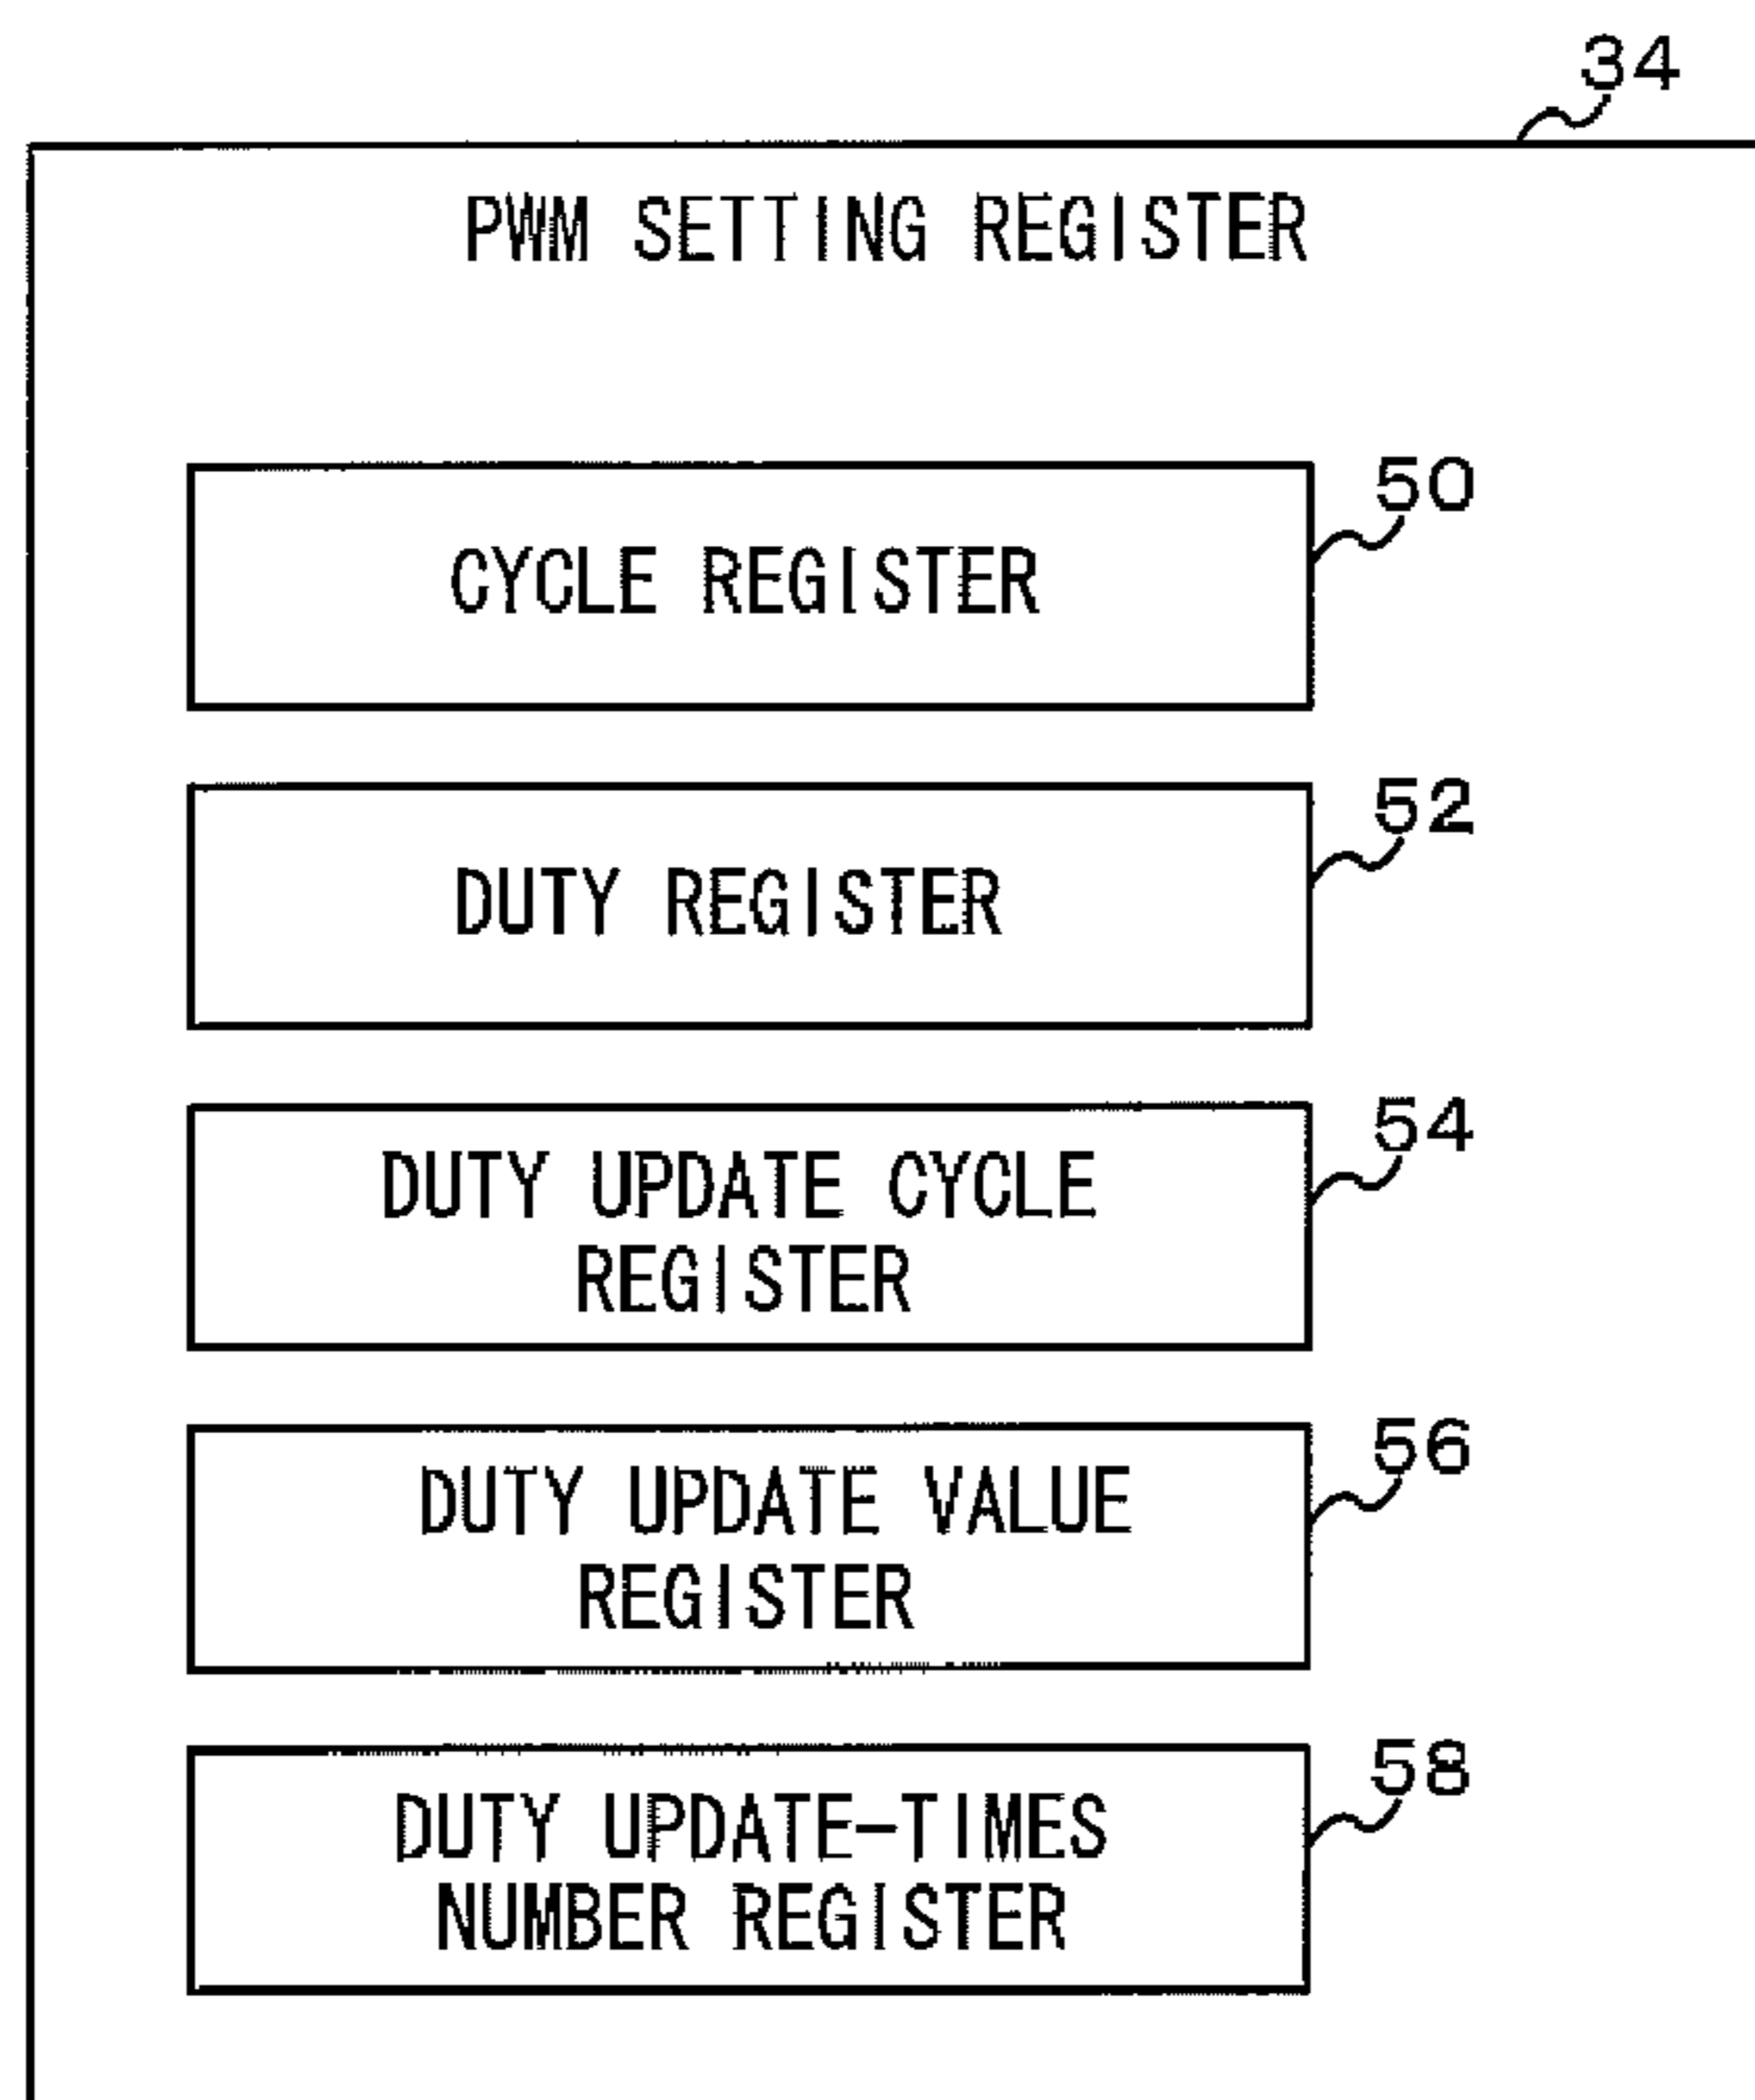 34
PWM SETTING REGISTER
50
CYCLE REGISTER
52
DUTY REGISTER
54
DUTY UPDATE CYCLE
REGISTER
56
DUTY UPDATE VALUE
REGISTER
58
DUTY UPDATE-TIMES
NUMBER REGISTER